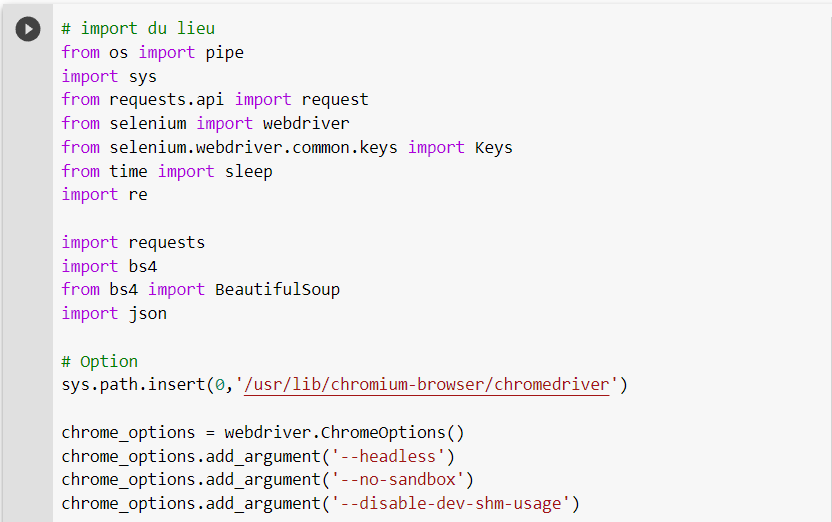 # import du lieu
from os import pipe
import sys
from requests.api import request
from selenium import webdriver
from selenium.webdriver.common.keys import Keys
from time import sleep
import re
import requests
import bs4
from bs4 import BeautifulSoup
import json
# Option
sys.path.insert(0,'/usr/lib/chromium-browser/chromedriver')
chrome_options = webdriver.ChromeOptions()
chrome_options.add_argument('--headless')
chrome_options.add_argument('--no-sandbox')
chrome_options.add_argument('--disable-dev-shm-usage')